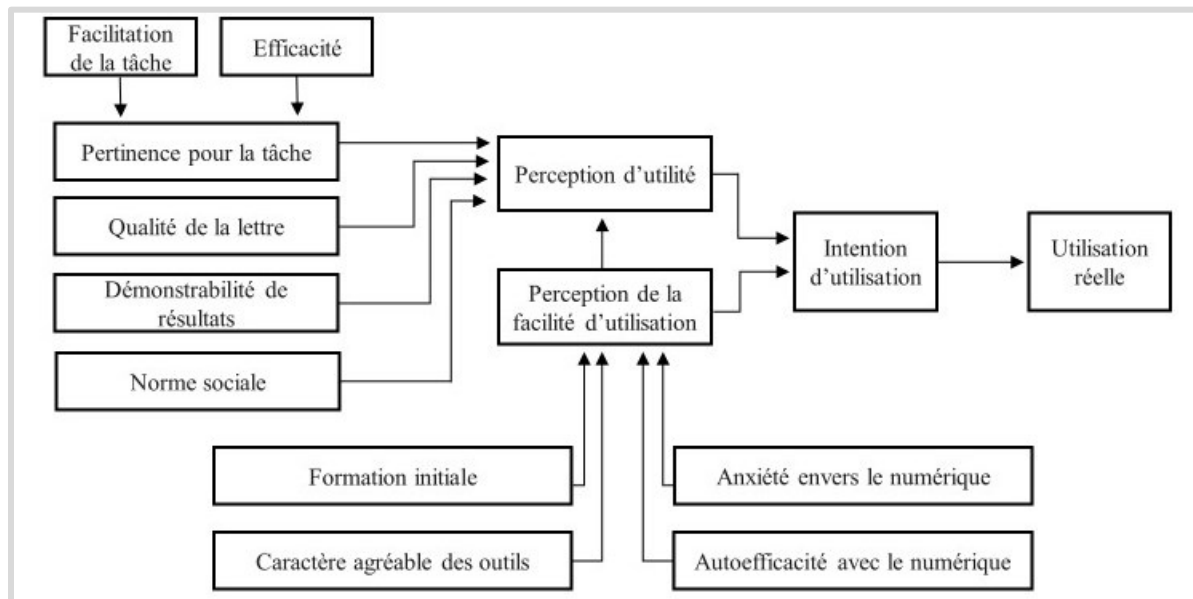 Facilitation
de la tâche
Efficacité
Pertinence pour la tâche
Perception d'utilité
Qualité de la lettre
Intention
d'utilisation
Utilisation
réelle
Démonstrabilité de
résultats
Perception de la
facilité d'utilisation
Norme sociale
Formation initiale
Anxiété envers le numérique
Caractère agréable des outils
Autoefficacité avec le numérique